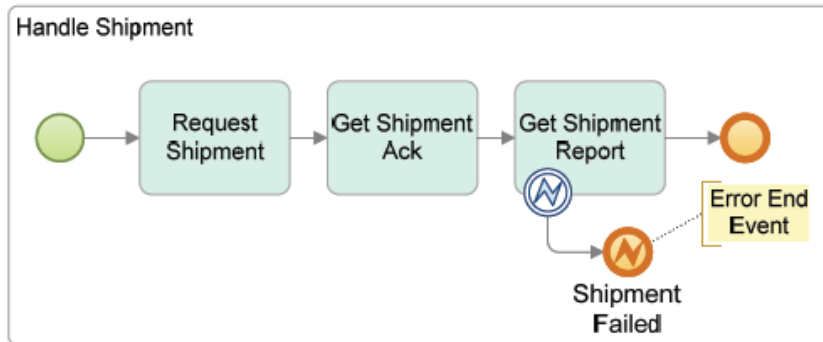 Handle Shipment
Request
Shipment
Get Shipment
Ack
Get Shipment
Report
Error End
Event
Shipment
Failed